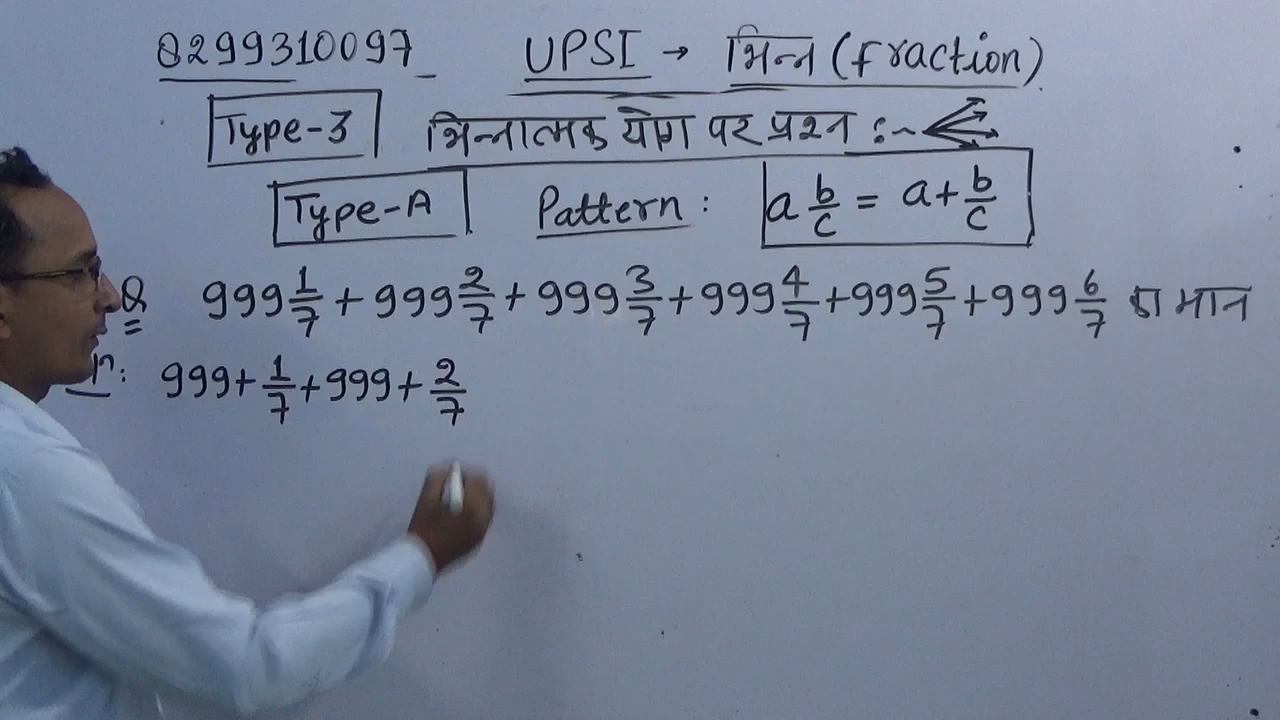 8299310097 UPSI → भिन्न (fraction)
Type-3 भिन्नात्मक योग पर प्रश्न :~
Type-A Pattern: a b/c = a + b/c
Q 999 1/7 + 999 2/7 + 999 3/7 + 999 4/7 + 999 5/7 + 999 6/7 का मान
999 + 1/7 + 999 + 2/7